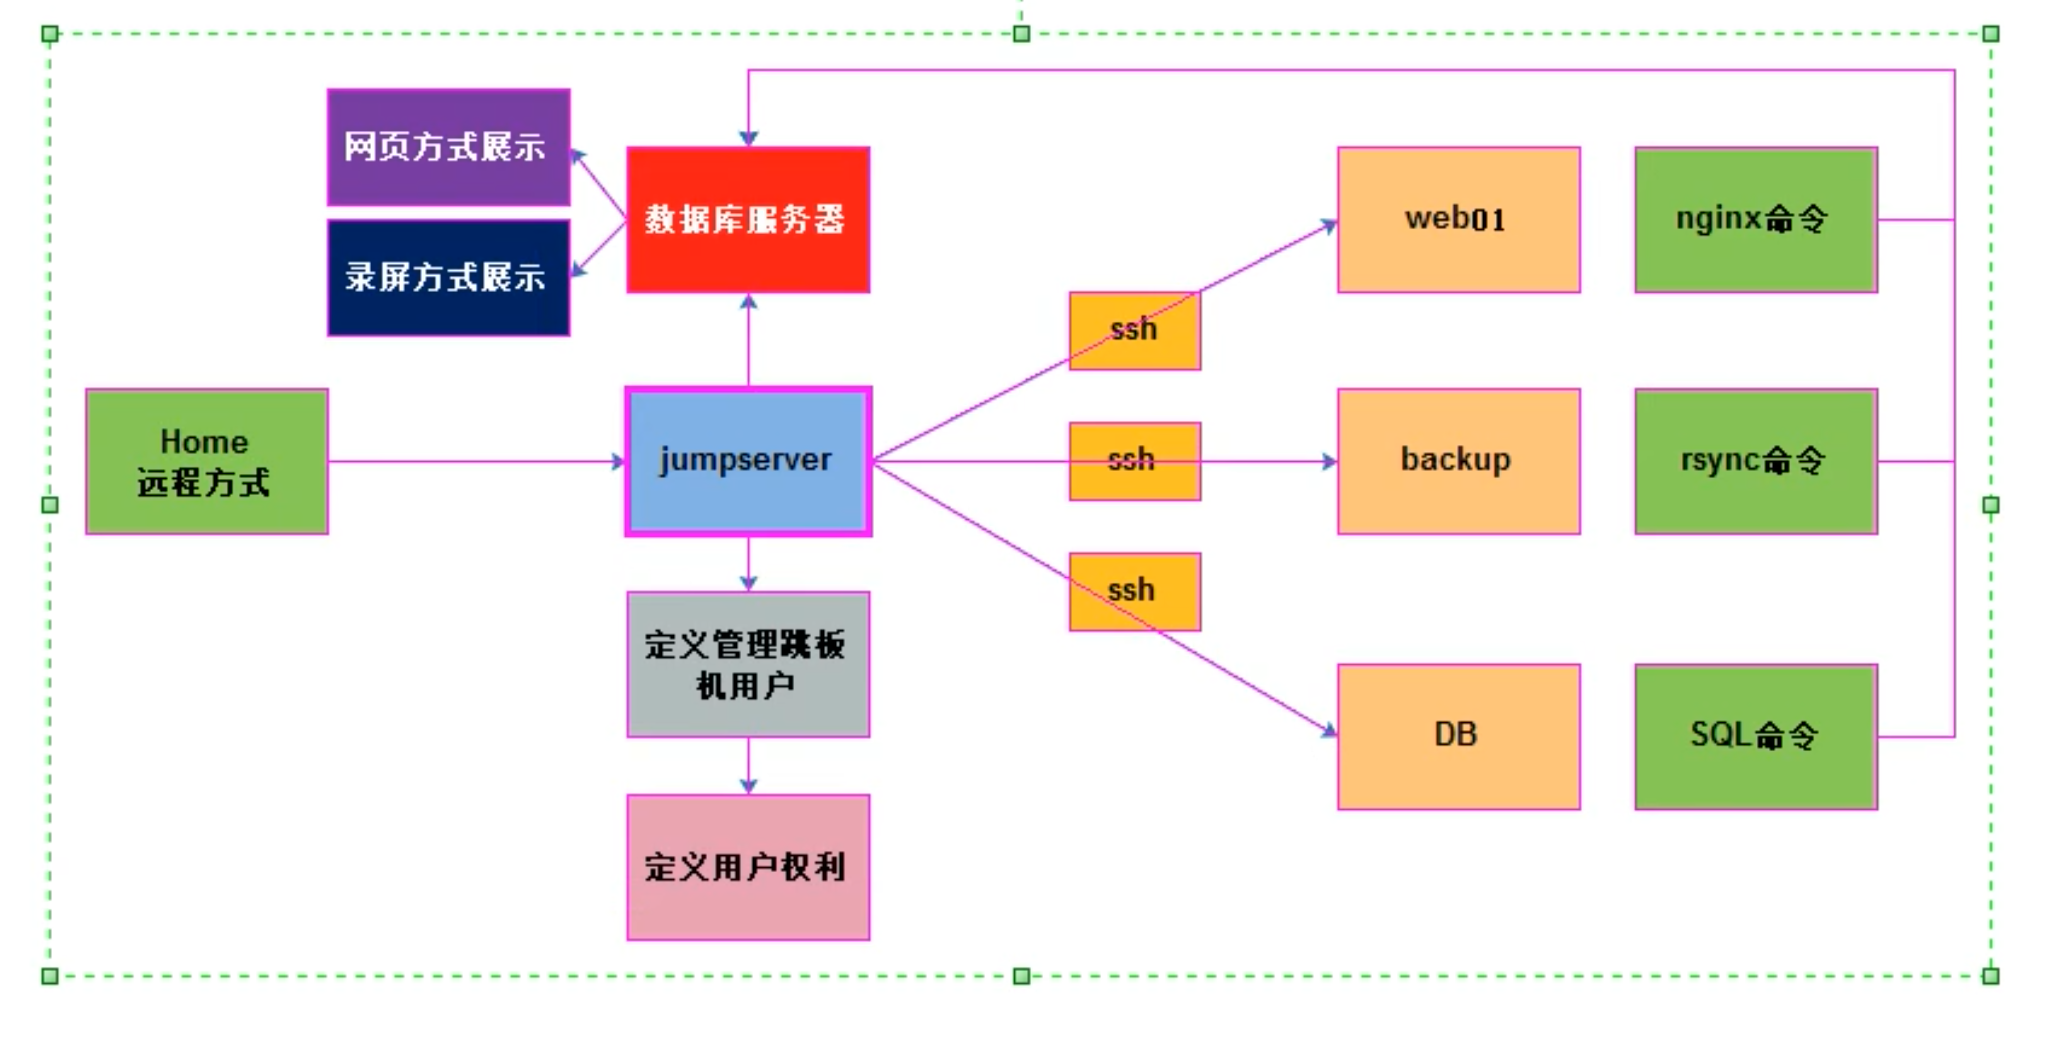 网页方式展示
录屏方式展示
数据库服务器
web01
nginx命令
ssh
Home
远程方式
jumpserver
ssh
backup
rsync命令
ssh
定义管理跳板
机用户
DB
SQL命令
定义用户权利